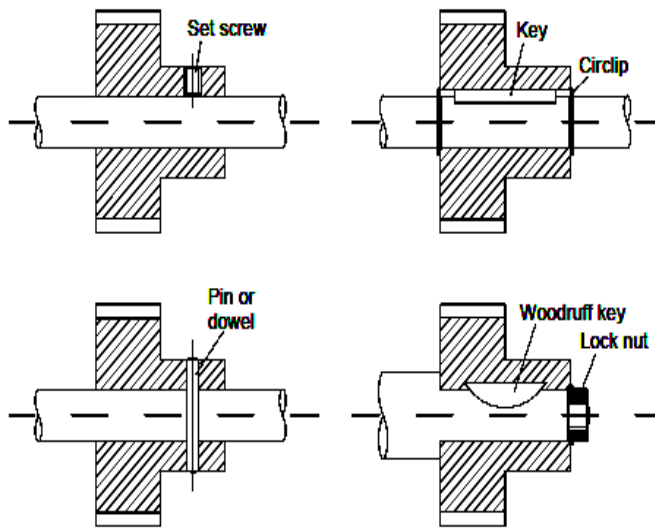 Set screw
Key
Circlip
Pin or
dowel
Woodruff key
Lock nut